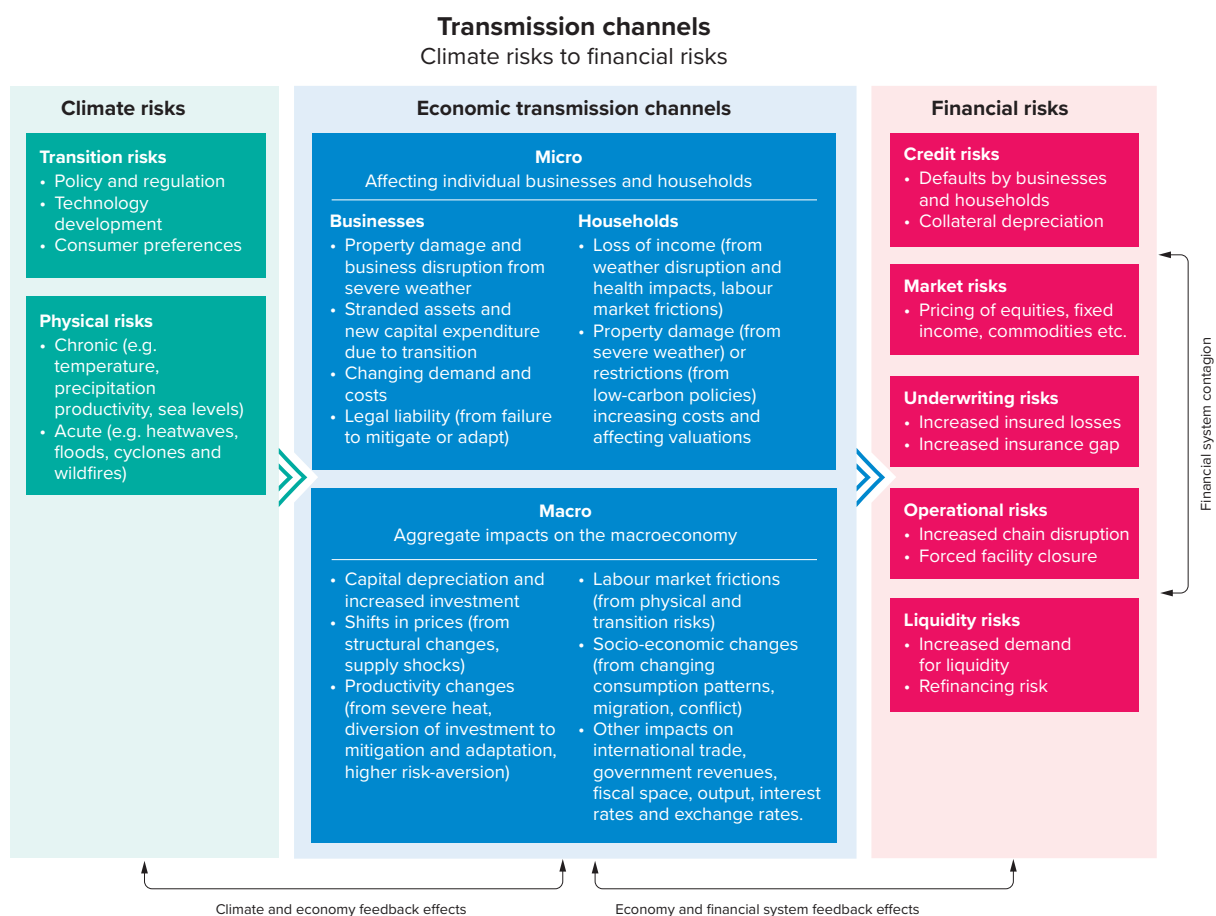 Transmission channels
Climate risks to financial risks
Climate risks
Transition risks
• Policy and regulation
• Technology
development
• Consumer preferences
Physical risks
• Chronic (e.g.
temperature,
precipitation
productivity, sea levels)
• Acute (e.g. heatwaves,
floods, cyclones and
wildfires)
Economic transmission channels
Micro
Affecting individual businesses and households
Businesses
• Property damage and
business disruption from
severe weather
• Stranded assets and
new capital expenditure
due to transition
• Changing demand and
costs
• Legal liability (from failure
to mitigate or adapt)
Households
• Loss of income (from
weather disruption and
health impacts, labour
market frictions)
• Property damage (from
severe weather) or
restrictions (from
low-carbon policies)
increasing costs and
affecting valuations
Macro
Aggregate impacts on the macroeconomy
• Capital depreciation and
increased investment
• Shifts in prices (from
structural changes,
supply shocks)
• Productivity changes
(from severe heat,
diversion of investment to
mitigation and adaptation,
higher risk-aversion)
• Labour market frictions
(from physical and
transition risks)
• Socio-economic changes
(from changing
consumption patterns,
migration, conflict)
• Other impacts on
international trade,
government revenues,
fiscal space, output, interest
rates and exchange rates.
Financial risks
Credit risks
• Defaults by businesses
and households
• Collateral depreciation
Market risks
• Pricing of equities, fixed
income, commodities etc.
Underwriting risks
• Increased insured losses
• Increased insurance gap
Operational risks
• Increased chain disruption
• Forced facility closure
Liquidity risks
• Increased demand
for liquidity
• Refinancing risk
Financial system contagion
Climate and economy feedback effects
Economy and financial system feedback effects